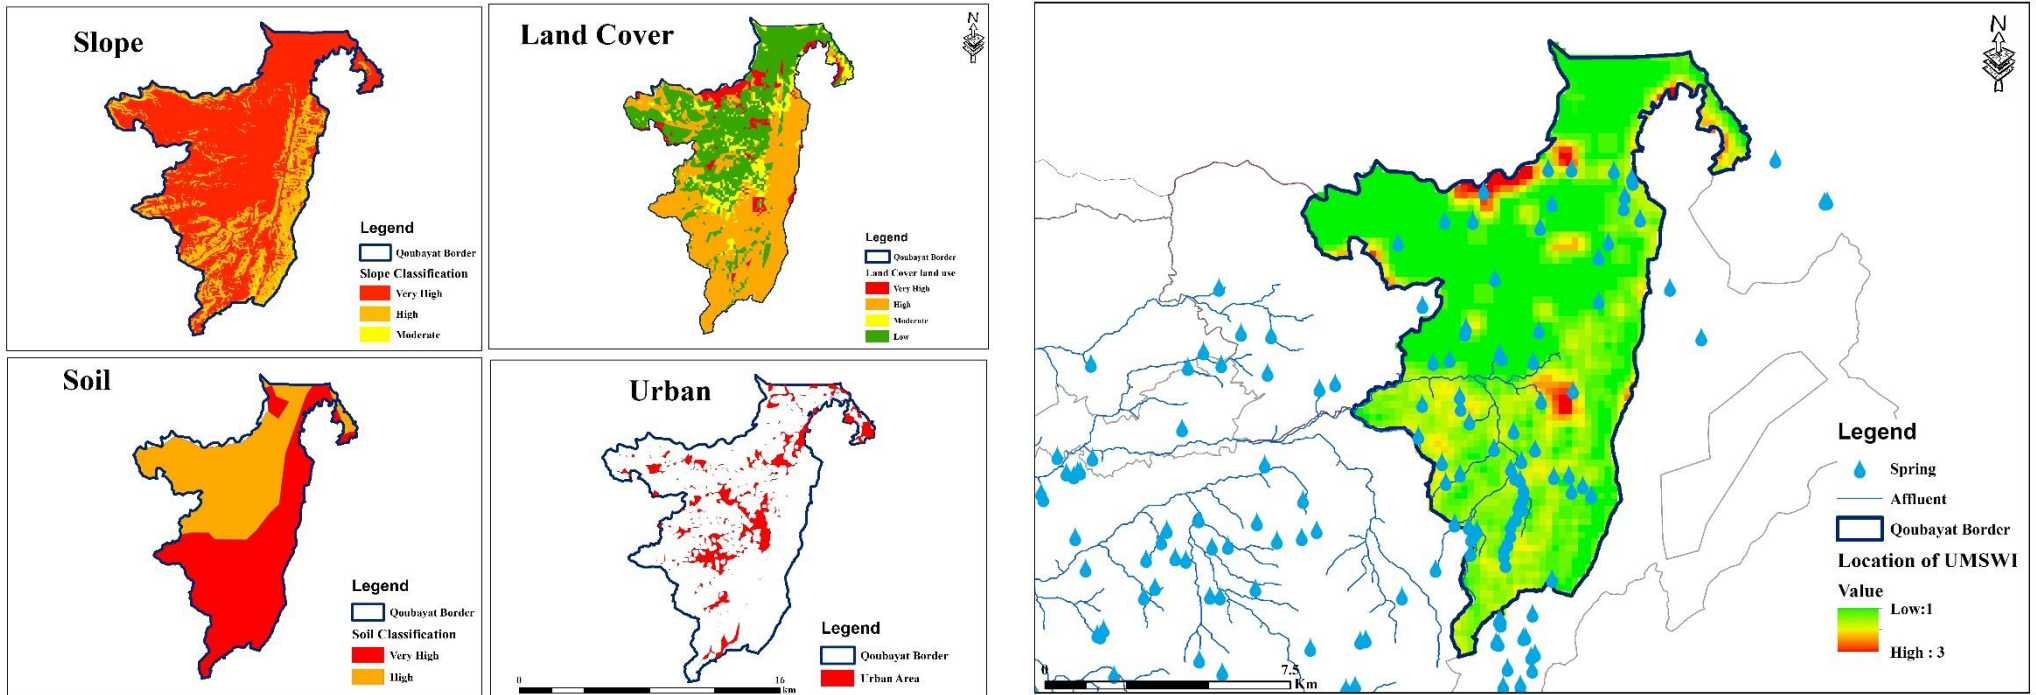 Slope
Legend
Qoubayat Border
Slope Classification
Very High
High
Moderate
Land Cover
N
Legend
Qoubayat Border
Land Cover land use
Very High
High
Moderate
Low
Soil
Legend
Qoubayat Border
Soil Classification
Very High
High
Urban
Legend
Qoubayat Border
Urban Area
0 16
km
N
Legend
Spring
Affluent
Qoubayat Border
Location of UMSWI
Value
Low:1
High : 3
0 7.5
Km